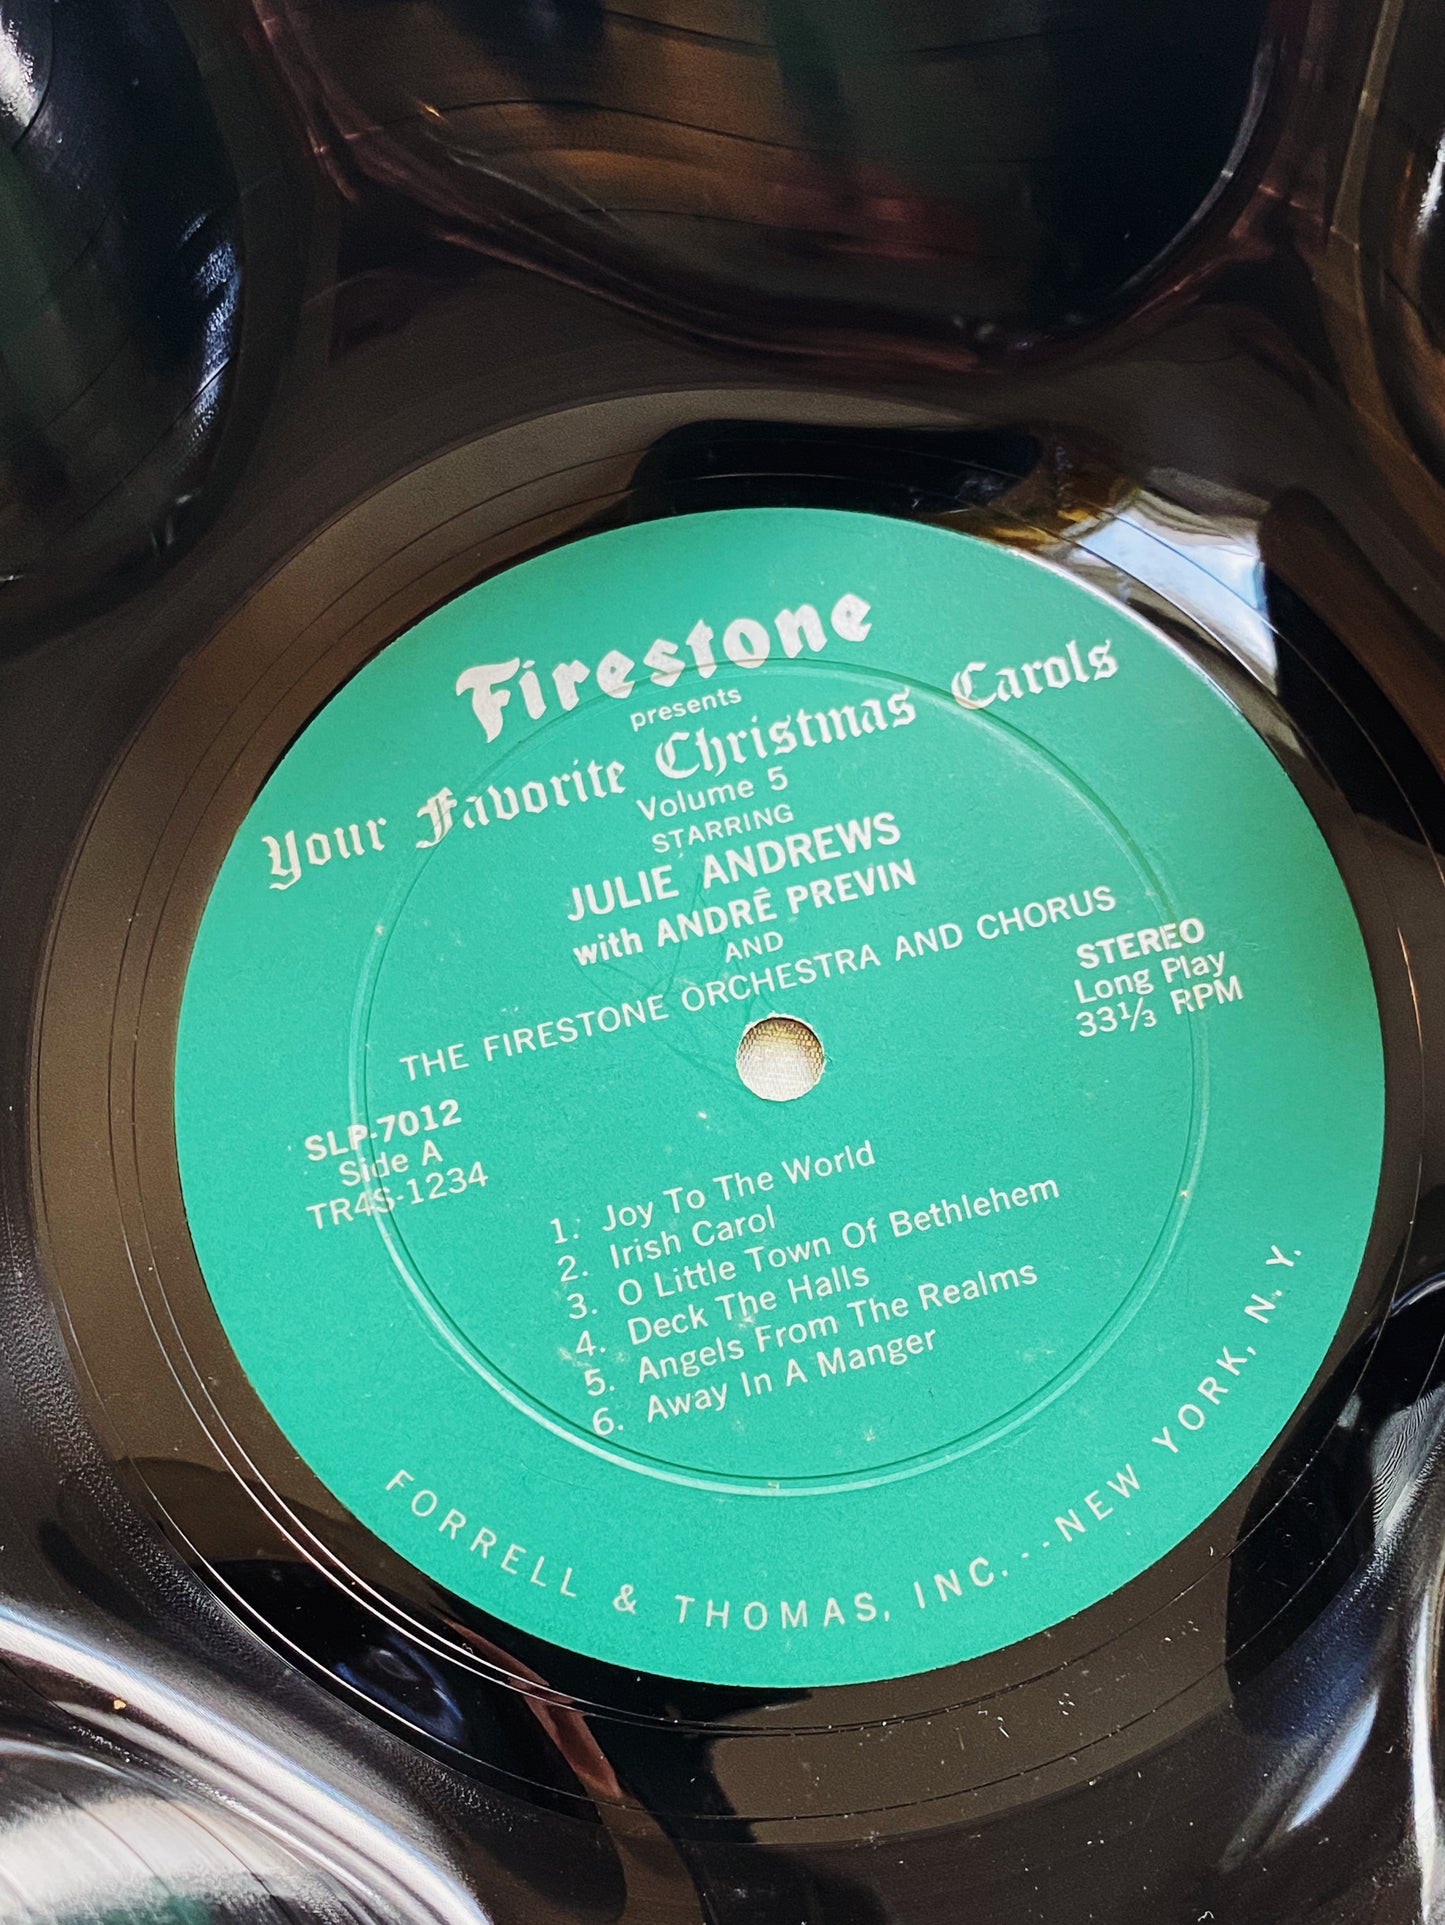 Firestone
presents
Your Favorite Christmas Carols
Volume 5
STARRING
JULIE ANDREWS
with ANDRÉ PREVIN
AND
THE FIRESTONE ORCHESTRA AND CHORUS
STEREO
Long Play
33⅓ RPM
SLP-7012
Side A
TR4S-1234
1. Joy To The World
2. Irish Carol
3. O Little Town Of Bethlehem
4. Deck The Halls
5. Angels From The Realms
6. Away In A Manger
FORRELL & THOMAS, INC.--NEW YORK, N. Y.